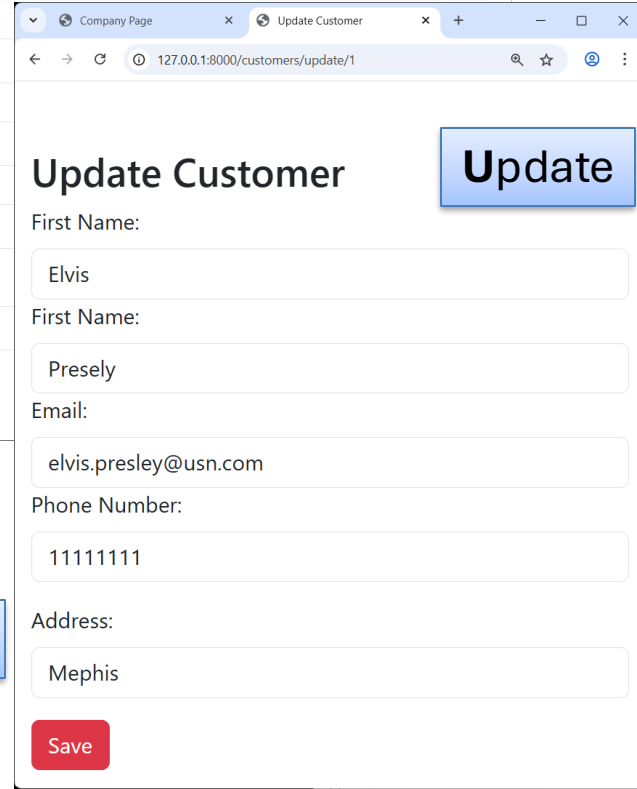 Company Page
Update Customer
127.0.0.1:8000/customers/update/1
Update
Update Customer
First Name:
Elvis
First Name:
Presely
Email:
elvis.presley@usn.com
Phone Number:
11111111
Address:
Mephis
Save